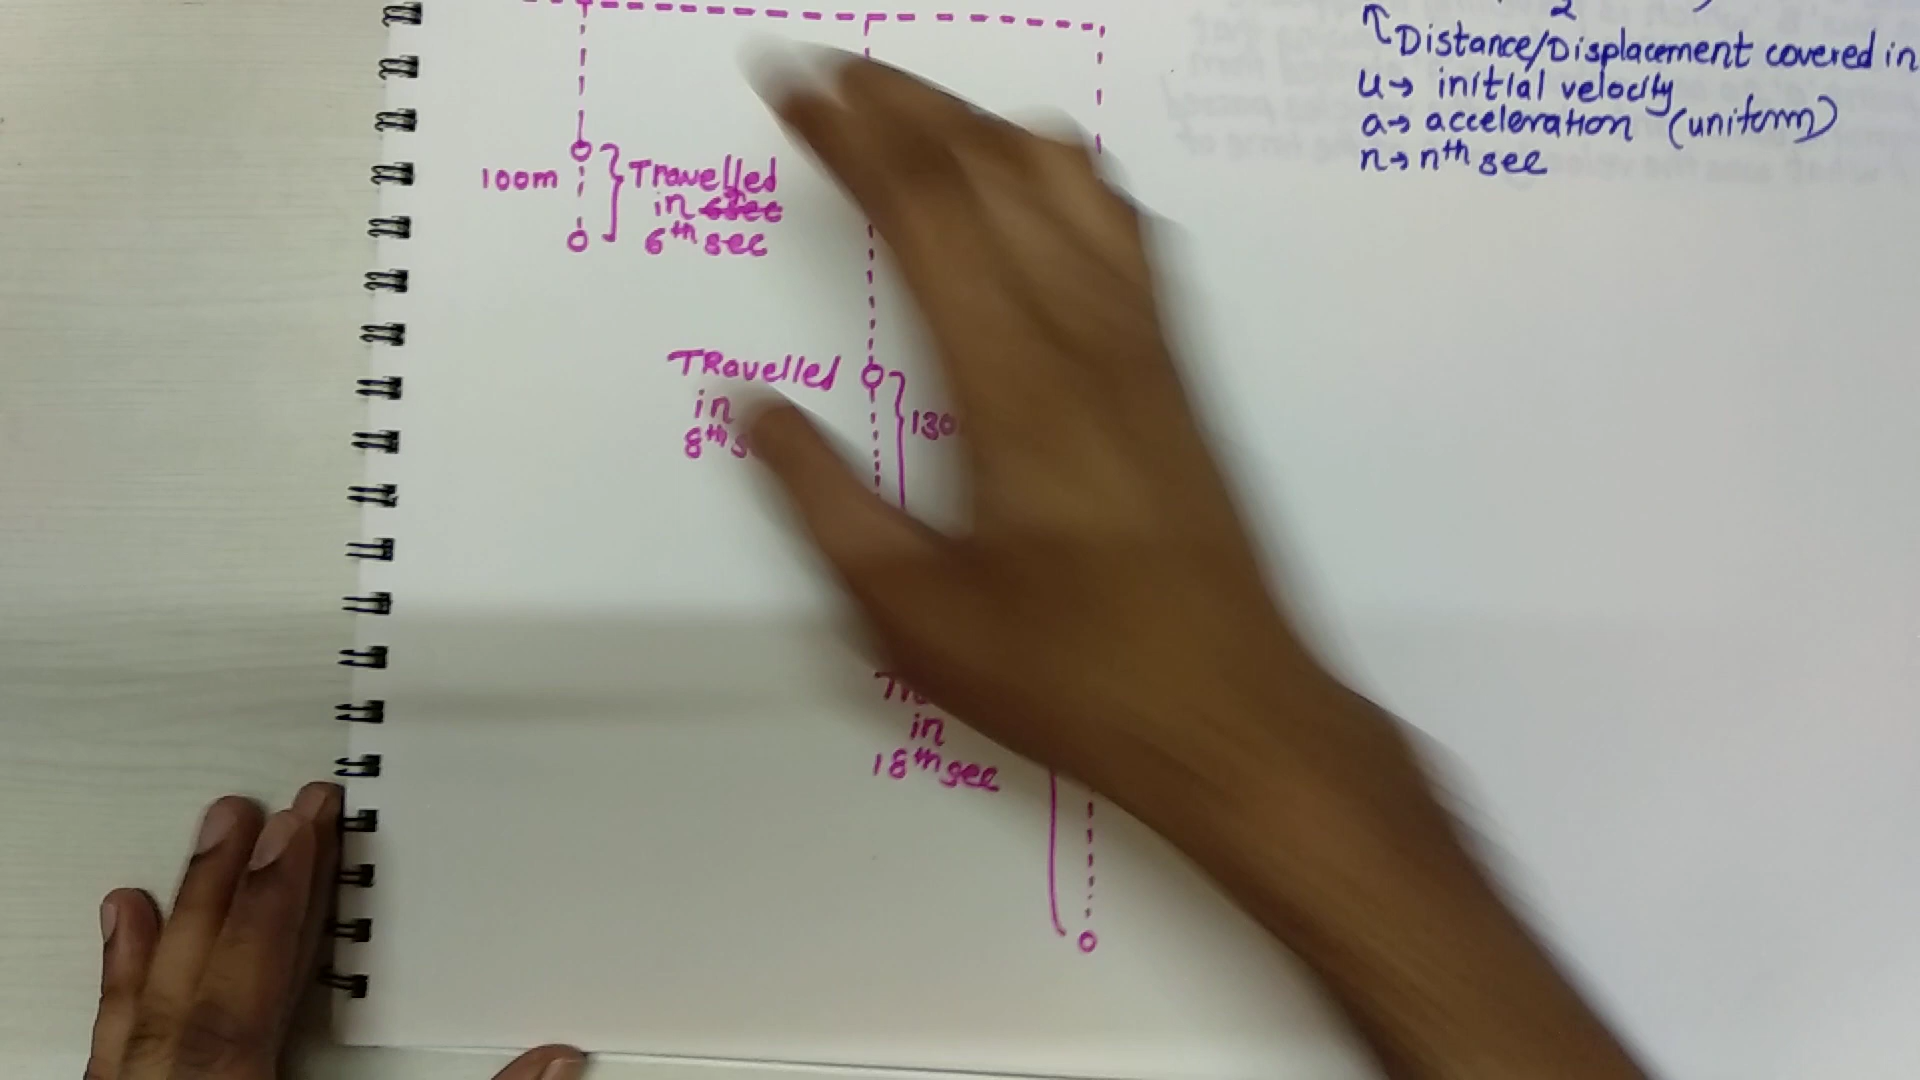 2
Distance/Displacement covered in
u→ initial velocity
a→ acceleration (uniform)
n→ nth sec
100m
Travelled
in
6th sec
TRavelled
in
8th
130
in
18th sec